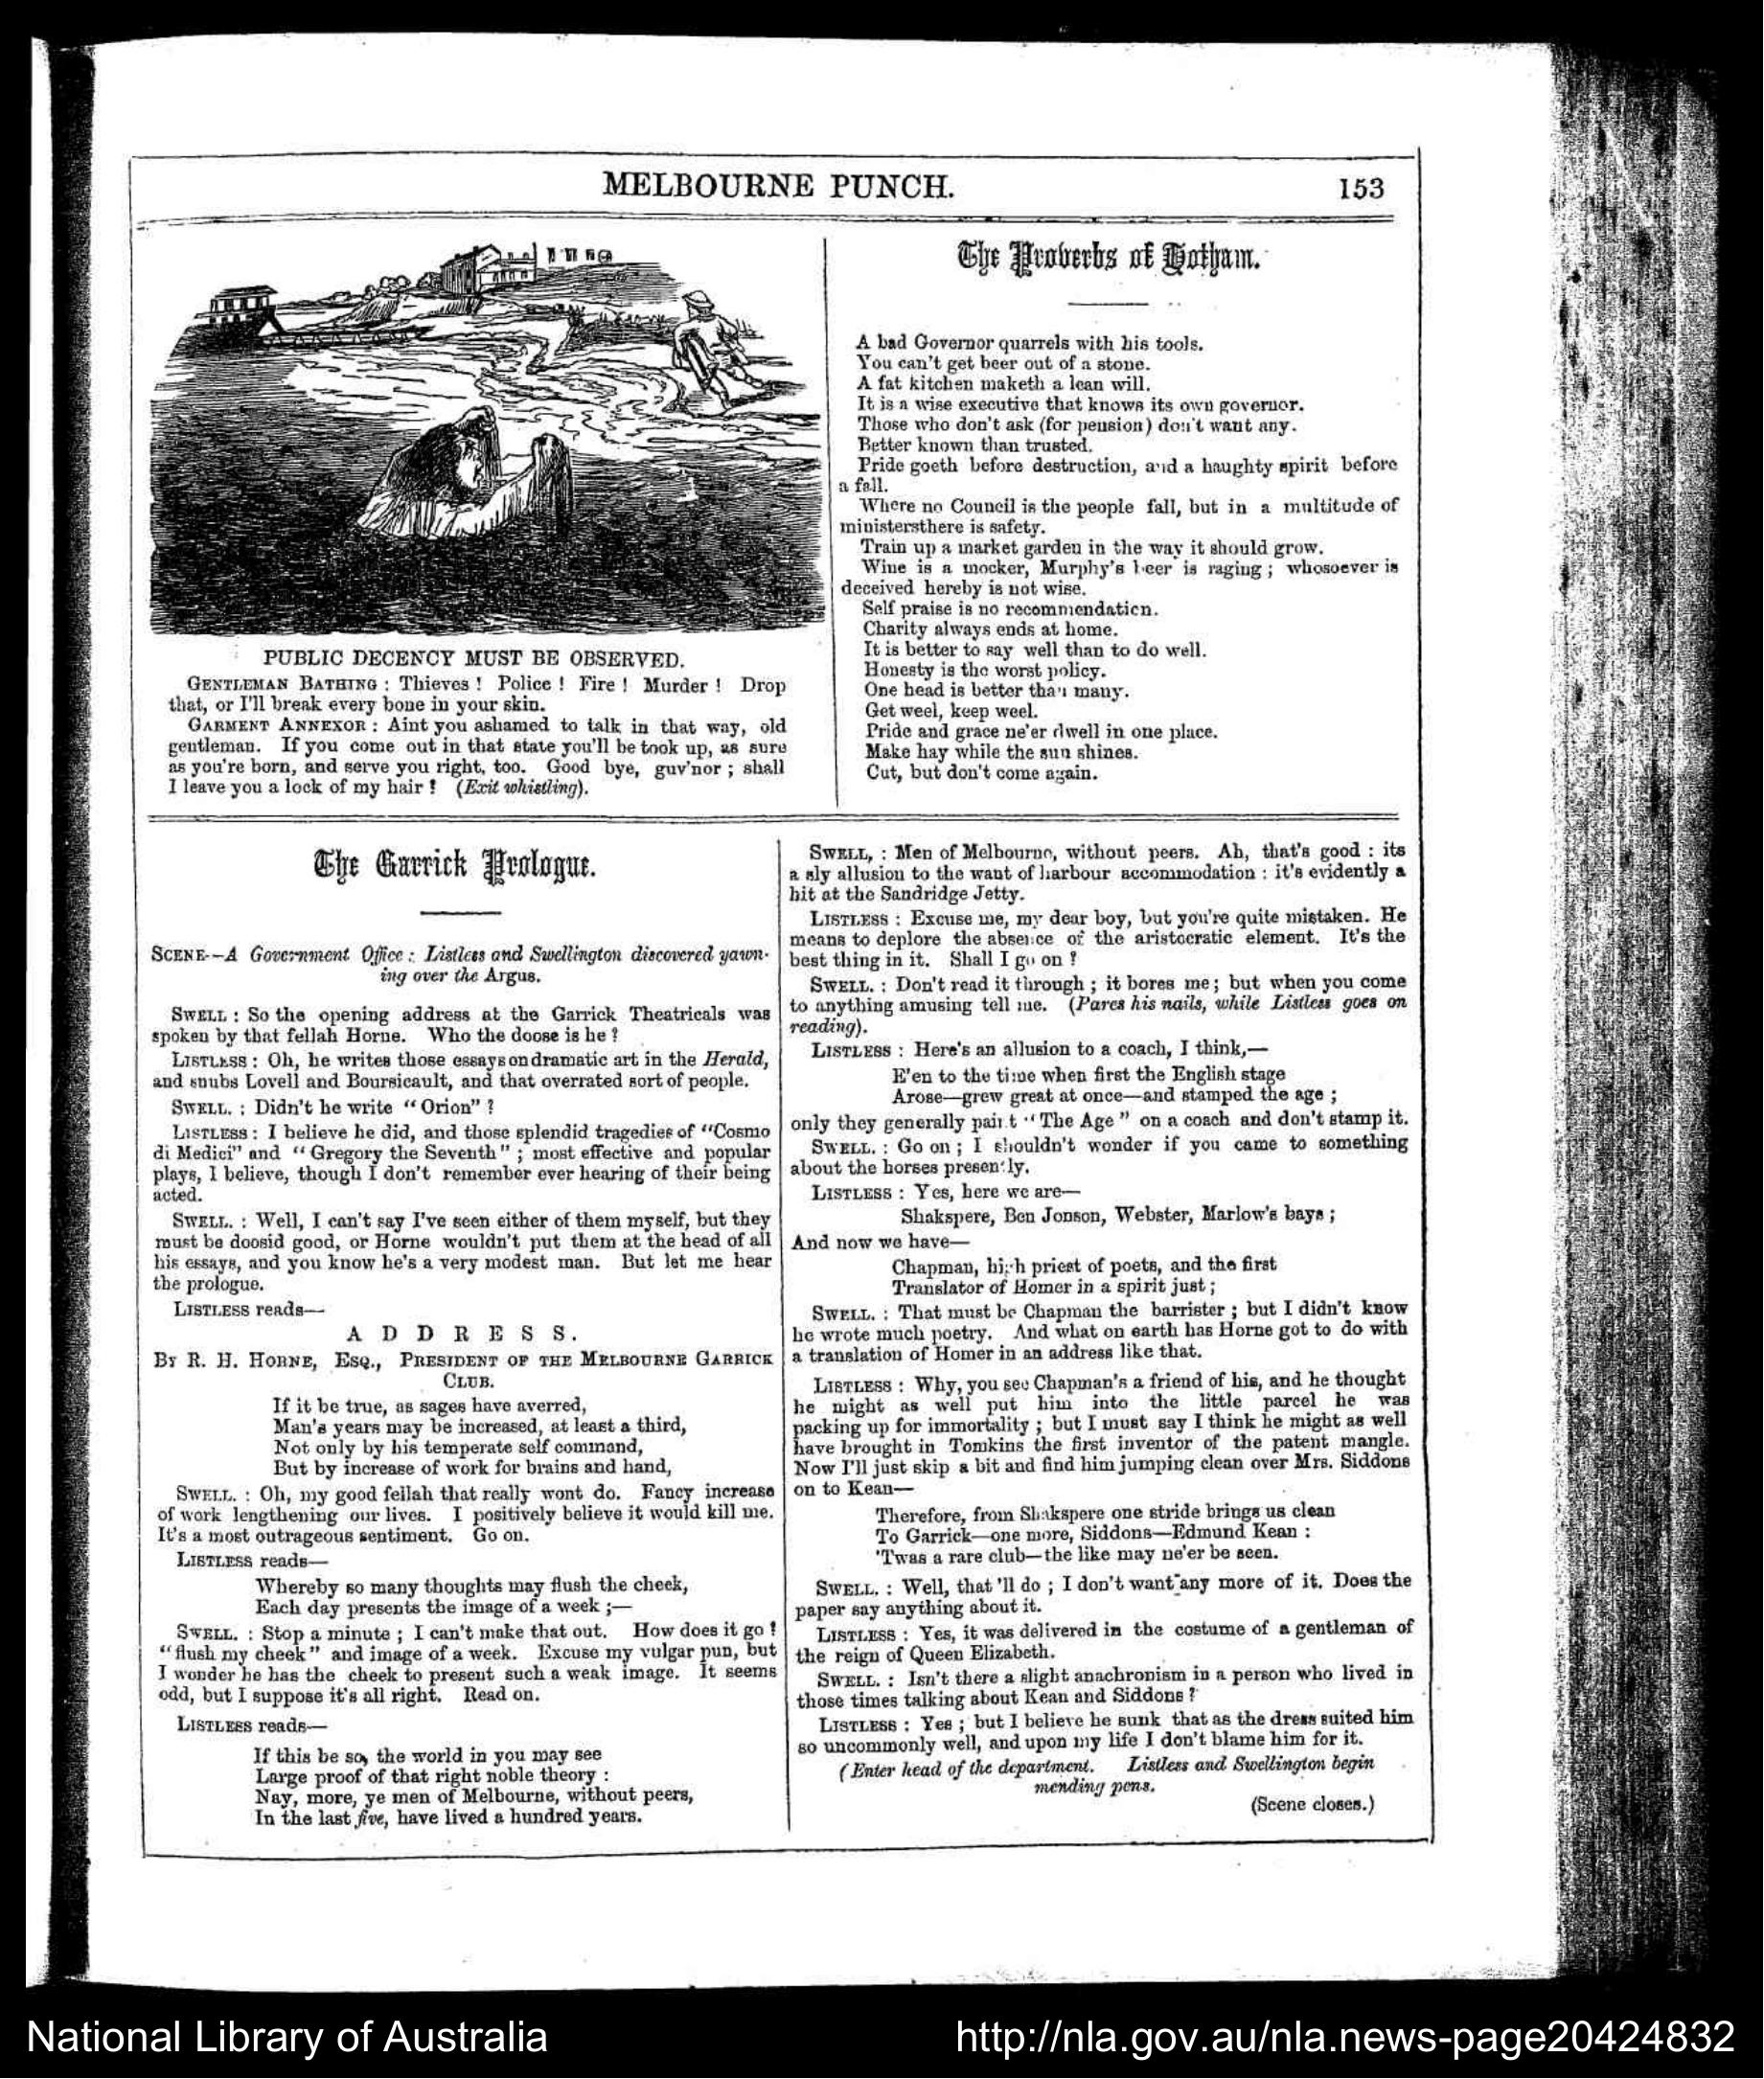 MELBOURNE PUNCH.
153
PUBLIC DECENCY MUST BE OBSERVED.
GENTLEMAN BATHING : Thieves ! Police ! Fire ! Murder ! Drop
that, or I'll break every bone in your skin.
GARMENT ANNEXOR : Aint you ashamed to talk in that way, old
gentleman. If you come out in that state you'll be took up, as sure
as you're born, and serve you right, too. Good bye, guv'nor ; shall
I leave you a lock of my hair ? (Exit whistling).
The Proverbs of Gotham.
A bad Governor quarrels with his tools.
You can't get beer out of a stone.
A fat kitchen maketh a lean will.
It is a wise executive that knows its own governor.
Those who don't ask (for pension) don't want any.
Better known than trusted.
Pride goeth before destruction, and a haughty spirit before
a fall.
Where no Council is the people fall, but in a multitude of
ministersthere is safety.
Train up a market garden in the way it should grow.
Wine is a mocker, Murphy's beer is raging ; whosoever is
deceived hereby is not wise.
Self praise is no recommendation.
Charity always ends at home.
It is better to say well than to do well.
Honesty is the worst policy.
One head is better than many.
Get weel, keep weel.
Pride and grace ne'er dwell in one place.
Make hay while the sun shines.
Cut, but don't come again.
The Garrick Prologue.
SCENE--A Government Office : Listless and Swellington discovered yawn-
ing over the Argus.
SWELL : So the opening address at the Garrick Theatricals was
spoken by that fellah Horne. Who the doose is he ?
LISTLESS : Oh, he writes those essays on dramatic art in the Herald,
and snubs Lovell and Boursicault, and that overrated sort of people.
SWELL. : Didn't he write "Orion" ?
LISTLESS : I believe he did, and those splendid tragedies of "Cosmo
di Medici" and "Gregory the Seventh" ; most effective and popular
plays, I believe, though I don't remember ever hearing of their being
acted.
SWELL. : Well, I can't say I've seen either of them myself, but they
must be doosid good, or Horne wouldn't put them at the head of all
his essays, and you know he's a very modest man. But let me hear
the prologue.
LISTLESS reads—
ADDRESS.
BY R. H. HORNE, ESQ., PRESIDENT OF THE MELBOURNE GARRICK
CLUB.
If it be true, as sages have averred,
Man's years may be increased, at least a third,
Not only by his temperate self command,
But by increase of work for brains and hand,
SWELL. : Oh, my good fellah that really wont do. Fancy increase
of work lengthening our lives. I positively believe it would kill me.
It's a most outrageous sentiment. Go on.
LISTLESS reads—
Whereby so many thoughts may flush the cheek,
Each day presents the image of a week ;—
SWELL. : Stop a minute ; I can't make that out. How does it go ?
"flush my cheek" and image of a week. Excuse my vulgar pun, but
I wonder he has the cheek to present such a weak image. It seems
odd, but I suppose it's all right. Read on.
LISTLESS reads—
If this be so, the world in you may see
Large proof of that right noble theory :
Nay, more, ye men of Melbourne, without peers,
In the last five, have lived a hundred years.
SWELL, : Men of Melbourne, without peers. Ah, that's good : its
a sly allusion to the want of harbour accommodation : it's evidently a
hit at the Sandridge Jetty.
LISTLESS : Excuse me, my dear boy, but you're quite mistaken. He
means to deplore the absence of the aristocratic element. It's the
best thing in it. Shall I go on ?
SWELL. : Don't read it through ; it bores me ; but when you come
to anything amusing tell me. (Pares his nails, while Listless goes on
reading).
LISTLESS : Here's an allusion to a coach, I think,—
E'en to the time when first the English stage
Arose—grew great at once—and stamped the age ;
only they generally paint "The Age" on a coach and don't stamp it.
SWELL. : Go on ; I shouldn't wonder if you came to something
about the horses presently.
LISTLESS : Yes, here we are—
Shakspere, Ben Jonson, Webster, Marlow's bays ;
And now we have—
Chapman, high priest of poets, and the first
Translator of Homer in a spirit just ;
SWELL. : That must be Chapman the barrister ; but I didn't know
he wrote much poetry. And what on earth has Horne got to do with
a translation of Homer in an address like that.
LISTLESS : Why, you see Chapman's a friend of his, and he thought
he might as well put him into the little parcel he was
packing up for immortality ; but I must say I think he might as well
have brought in Tomkins the first inventor of the patent mangle.
Now I'll just skip a bit and find him jumping clean over Mrs. Siddons
on to Kean—
Therefore, from Shakspere one stride brings us clean
To Garrick—one more, Siddons—Edmund Kean :
'Twas a rare club—the like may ne'er be seen.
SWELL. : Well, that 'll do ; I don't want any more of it. Does the
paper say anything about it.
LISTLESS : Yes, it was delivered in the costume of a gentleman of
the reign of Queen Elizabeth.
SWELL. : Isn't there a slight anachronism in a person who lived in
those times talking about Kean and Siddons ?
LISTLESS : Yes ; but I believe he sunk that as the dress suited him
so uncommonly well, and upon my life I don't blame him for it.
(Enter head of the department. Listless and Swellington begin
mending pens.
(Scene closes.)
National Library of Australia
http://nla.gov.au/nla.news-page20424832